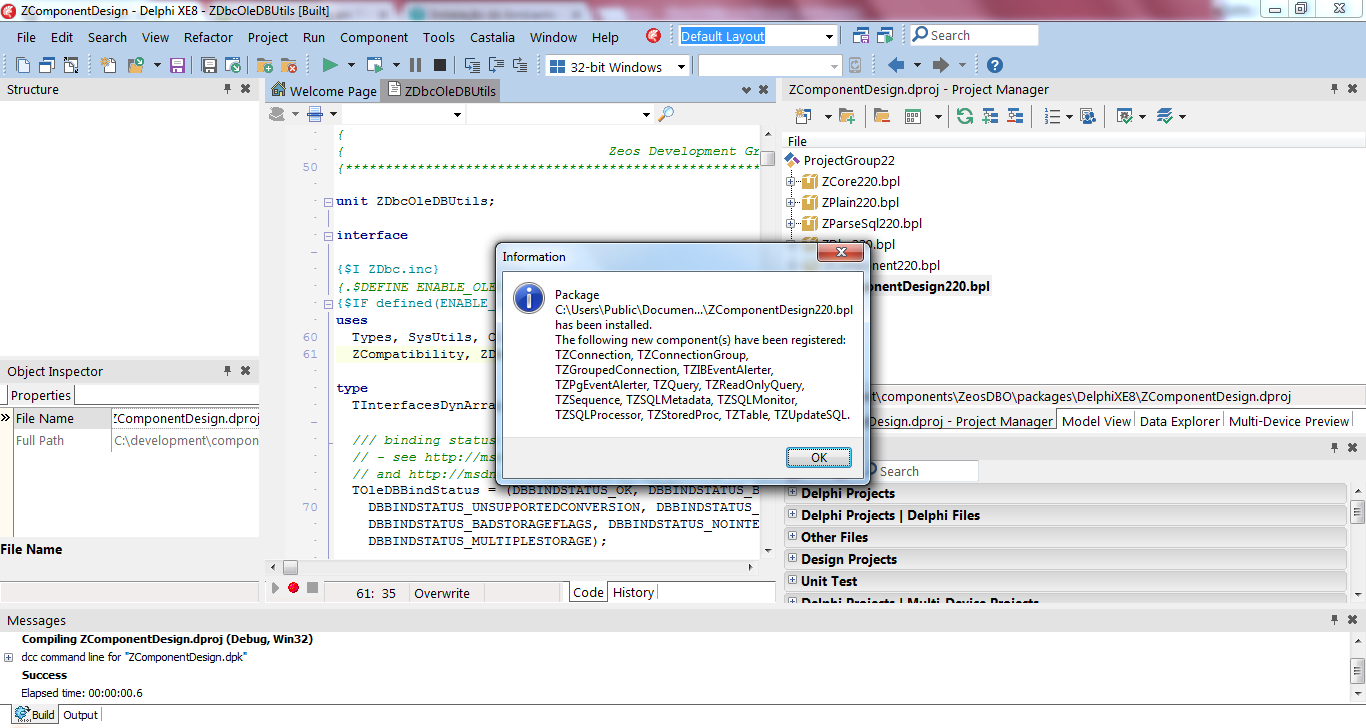 ZComponentDesign - Delphi XE8 - ZDbcOleDBUtils [Built]
File Edit Search View Refactor Project Run Component Tools Castalia Window Help
Default Layout
Search
32-bit Windows
Structure
Welcome Page
ZDbcOleDBUtils
{
{ Zeos Development Gr
50 {****************************************************
unit ZDbcOleDBUtils;
interface
{$I ZDbc.inc}
{.$DEFINE ENABLE_OLE
{$IF defined(ENABLE_
uses
60 Types, SysUtils, 
61 ZCompatibility, ZD
type
TInterfacesDynArra
/// binding status
// - see http://ms
// and http://msdn
TOleDBBindStatus = (DBBINDSTATUS_OK, DBBINDSTATUS_B
70 DBBINDSTATUS_UNSUPPORTEDCONVERSION, DBBINDSTATUS_
DBBINDSTATUS_BADSTORAGEFLAGS, DBBINDSTATUS_NOINTE
DBBINDSTATUS_MULTIPLESTORAGE);
61: 35
Overwrite
Code
History
Object Inspector
Properties
File Name
ZComponentDesign.dproj
Full Path
C:\development\compon
File Name
Information
Package
C:\Users\Public\Documen...\ZComponentDesign220.bpl
has been installed.
The following new component(s) have been registered:
TZConnection, TZConnectionGroup,
TZGroupedConnection, TZIBEventAlerter,
TZPgEventAlerter, TZQuery, TZReadOnlyQuery,
TZSequence, TZSQLMetadata, TZSQLMonitor,
TZSQLProcessor, TZStoredProc, TZTable, TZUpdateSQL.
OK
ZComponentDesign.dproj - Project Manager
File
ProjectGroup22
ZCore220.bpl
ZPlain220.bpl
ZParseSql220.bpl
220.bpl
nent220.bpl
onentDesign220.bpl
t\components\ZeosDBO\packages\DelphiXE8\ZComponentDesign.dproj
Design.dproj - Project Manager
Model View
Data Explorer
Multi-Device Preview
Search
Delphi Projects
Delphi Projects | Delphi Files
Other Files
Design Projects
Unit Test
Delphi Projects | Multi-Device Projects
Messages
Compiling ZComponentDesign.dproj (Debug, Win32)
dcc command line for "ZComponentDesign.dpk"
Success
Elapsed time: 00:00:00.6
Build
Output